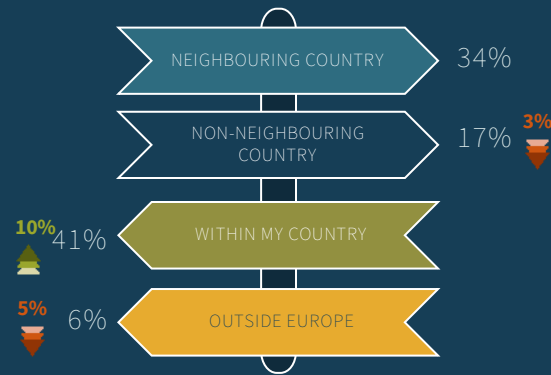 NEIGHBOURING COUNTRY
34%
NON-NEIGHBOURING
COUNTRY
17%
3%
10%
41%
WITHIN MY COUNTRY
5%
6%
OUTSIDE EUROPE